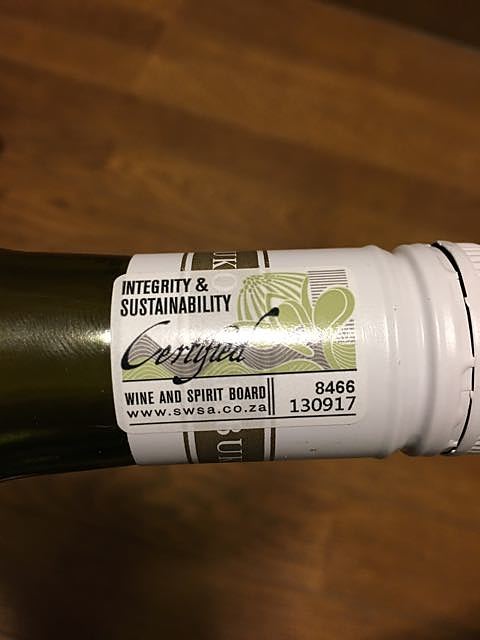 INTEGRITY &
SUSTAINABILITY
Certified
WINE AND SPIRIT BOARD
www.swsa.co.za
8466
130917